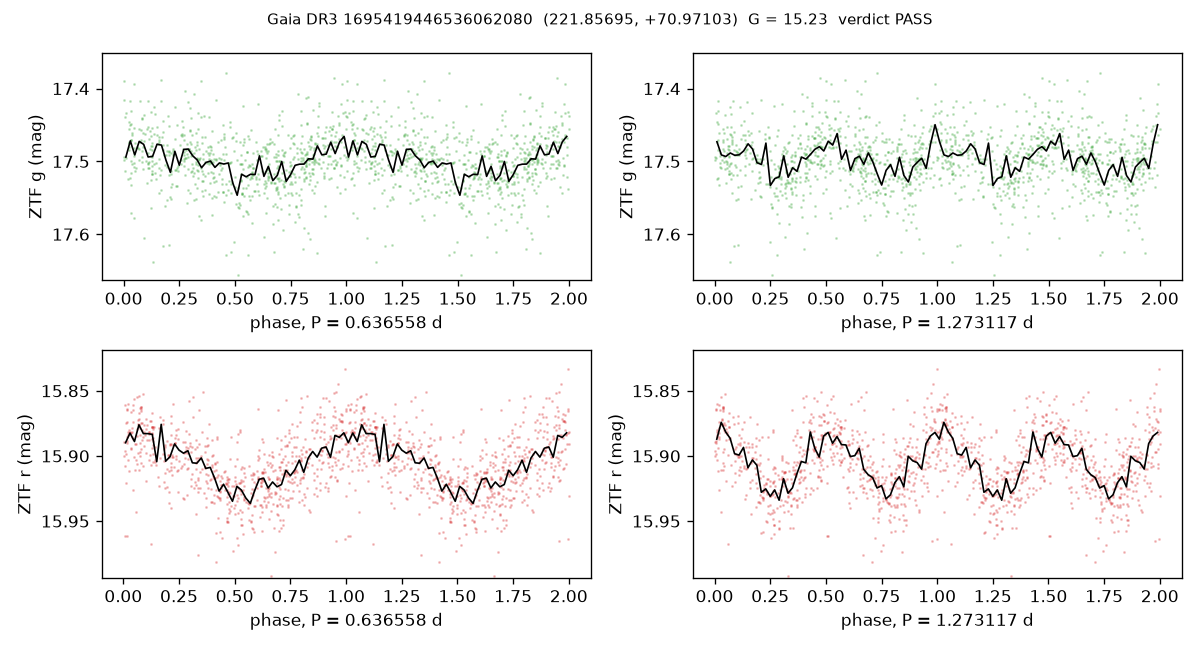 Gaia DR3 1695419446536062080  (221.85695, +70.97103)  G = 15.23  verdict PASS
ZTF g (mag)
17.4
17.5
17.6
0.00 0.25 0.50 0.75 1.00 1.25 1.50 1.75 2.00
phase, P = 0.636558 d
ZTF g (mag)
17.4
17.5
17.6
0.00 0.25 0.50 0.75 1.00 1.25 1.50 1.75 2.00
phase, P = 1.273117 d
ZTF r (mag)
15.85
15.90
15.95
0.00 0.25 0.50 0.75 1.00 1.25 1.50 1.75 2.00
phase, P = 0.636558 d
ZTF r (mag)
15.85
15.90
15.95
0.00 0.25 0.50 0.75 1.00 1.25 1.50 1.75 2.00
phase, P = 1.273117 d